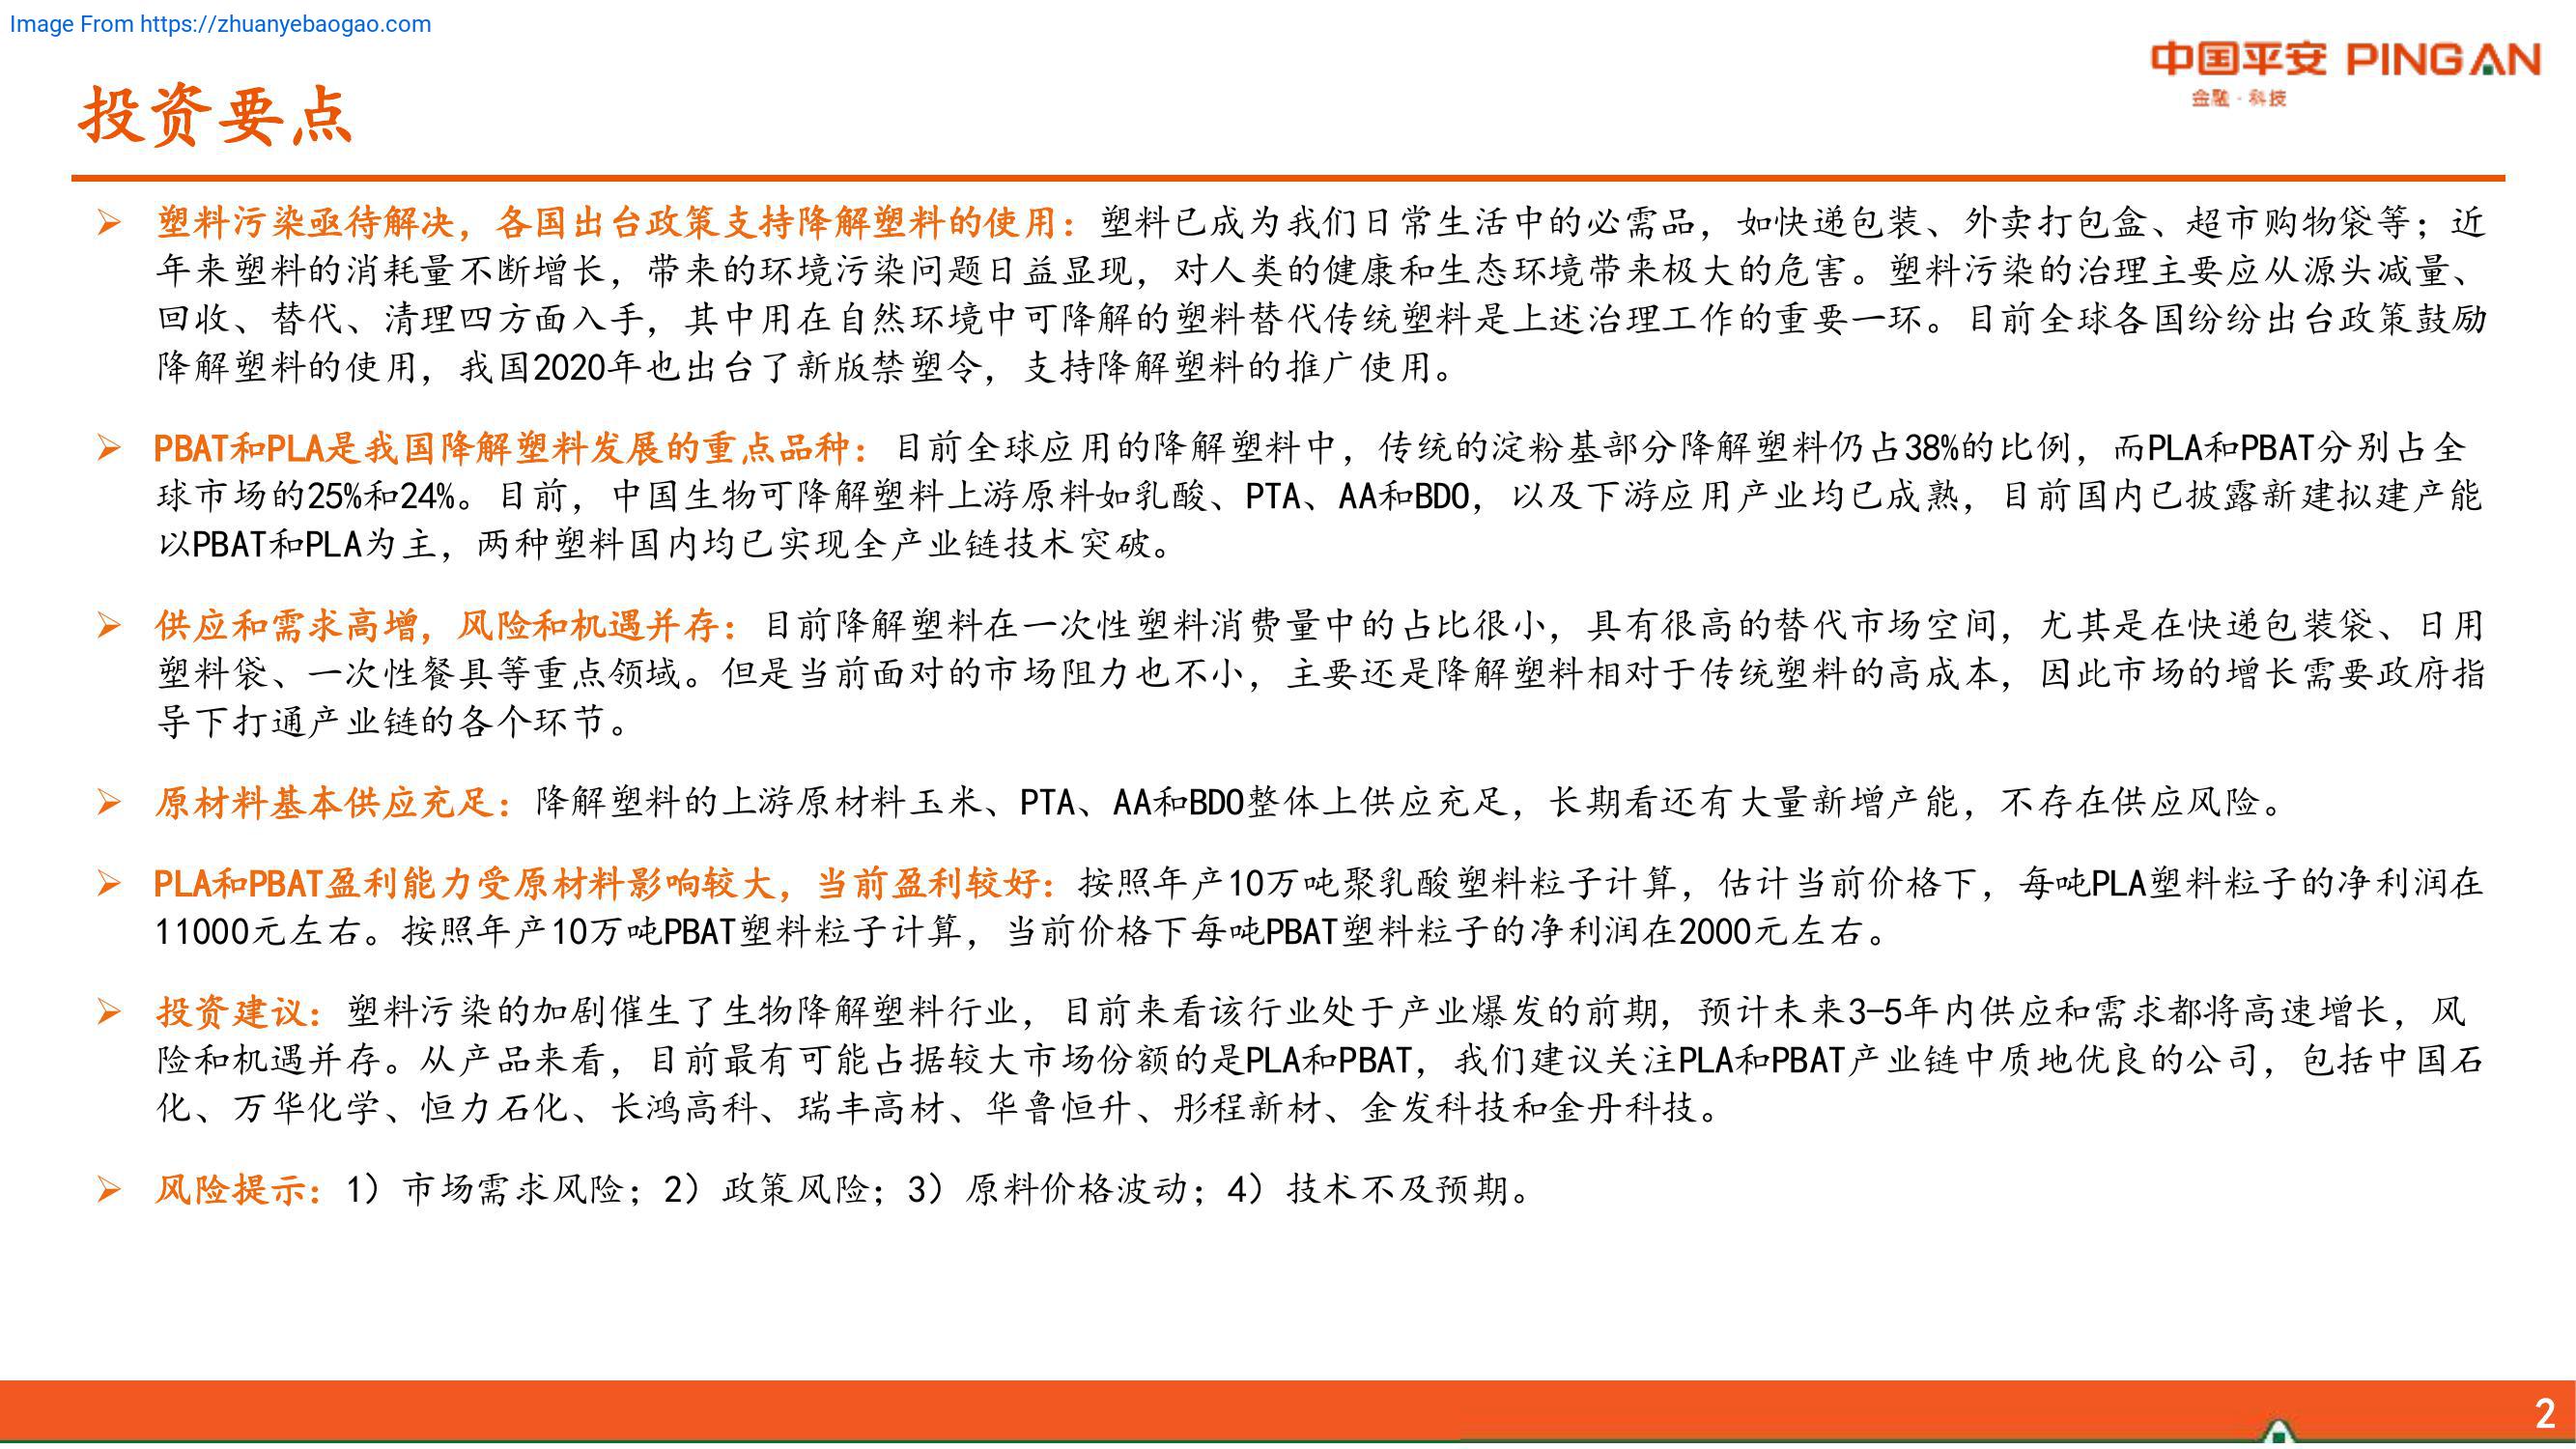 Image From https://zhuanyebaogao.com
中国平安 PINGAN
金融·科技
投资要点
塑料污染亟待解决，各国出台政策支持降解塑料的使用：塑料已成为我们日常生活中的必需品，如快递包装、外卖打包盒、超市购物袋等；近
年来塑料的消耗量不断增长，带来的环境污染问题日益显现，对人类的健康和生态环境带来极大的危害。塑料污染的治理主要应从源头减量、
回收、替代、清理四方面入手，其中用在自然环境中可降解的塑料替代传统塑料是上述治理工作的重要一环。目前全球各国纷纷出台政策鼓励
降解塑料的使用，我国2020年也出台了新版禁塑令，支持降解塑料的推广使用。
PBAT和PLA是我国降解塑料发展的重点品种：目前全球应用的降解塑料中，传统的淀粉基部分降解塑料仍占38%的比例，而PLA和PBAT分别占全
球市场的25%和24%。目前，中国生物可降解塑料上游原料如乳酸、PTA、AA和BDO，以及下游应用产业均已成熟，目前国内已披露新建拟建产能
以PBAT和PLA为主，两种塑料国内均已实现全产业链技术突破。
供应和需求高增，风险和机遇并存：目前降解塑料在一次性塑料消费量中的占比很小，具有很高的替代市场空间，尤其是在快递包装袋、日用
塑料袋、一次性餐具等重点领域。但是当前面对的市场阻力也不小，主要还是降解塑料相对于传统塑料的高成本，因此市场的增长需要政府指
导下打通产业链的各个环节。
原材料基本供应充足：降解塑料的上游原材料玉米、PTA、AA和BDO整体上供应充足，长期看还有大量新增产能，不存在供应风险。
PLA和PBAT盈利能力受原材料影响较大，当前盈利较好：按照年产10万吨聚乳酸塑料粒子计算，估计当前价格下，每吨PLA塑料粒子的净利润在
11000元左右。按照年产10万吨PBAT塑料粒子计算，当前价格下每吨PBAT塑料粒子的净利润在2000元左右。
投资建议：塑料污染的加剧催生了生物降解塑料行业，目前来看该行业处于产业爆发的前期，预计未来3-5年内供应和需求都将高速增长，风
险和机遇并存。从产品来看，目前最有可能占据较大市场份额的是PLA和PBAT，我们建议关注PLA和PBAT产业链中质地优良的公司，包括中国石
化、万华化学、恒力石化、长鸿高科、瑞丰高材、华鲁恒升、彤程新材、金发科技和金丹科技。
风险提示：1）市场需求风险；2）政策风险；3）原料价格波动；4）技术不及预期。
2